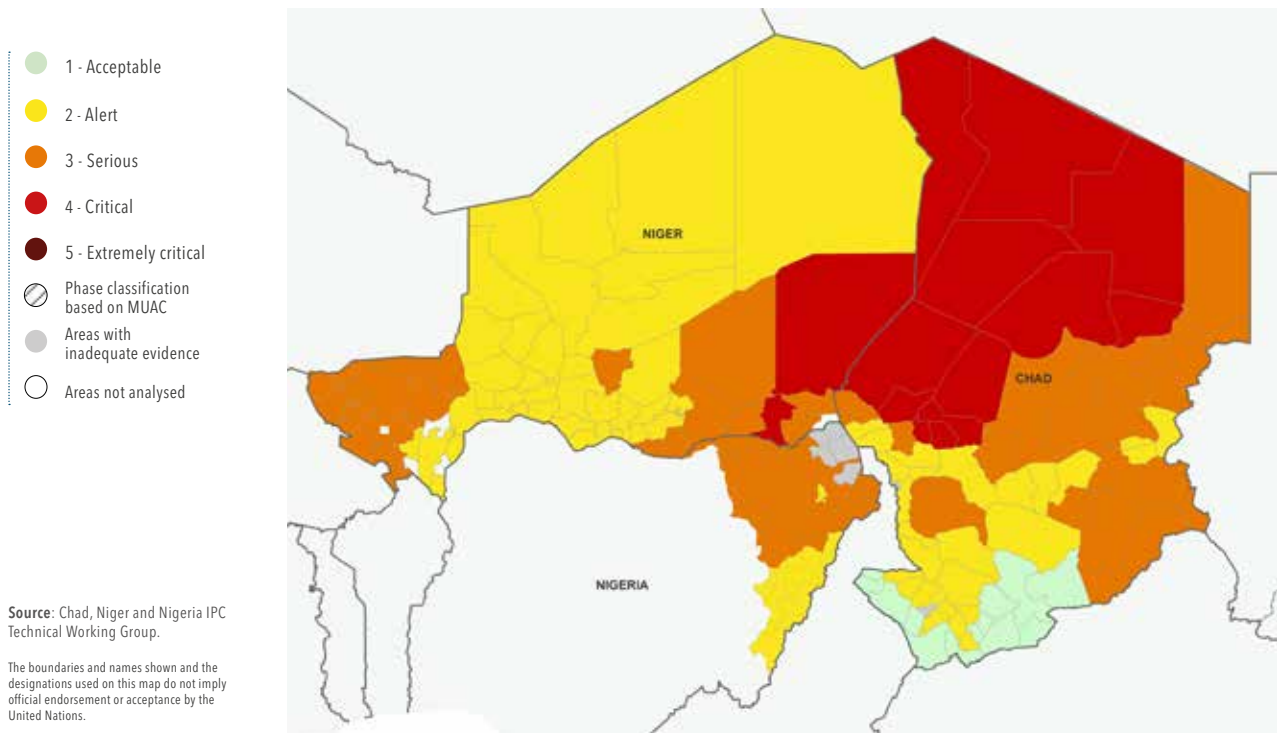 1 - Acceptable
2 - Alert
3 - Serious
4 - Critical
5 - Extremely critical
Phase classification
based on MUAC
Areas with
inadequate evidence
Areas not analysed
NIGER
CHAD
NIGERIA
Source: Chad, Niger and Nigeria IPC
Technical Working Group.
The boundaries and names shown and the
designations used on this map do not imply
official endorsement or acceptance by the
United Nations.